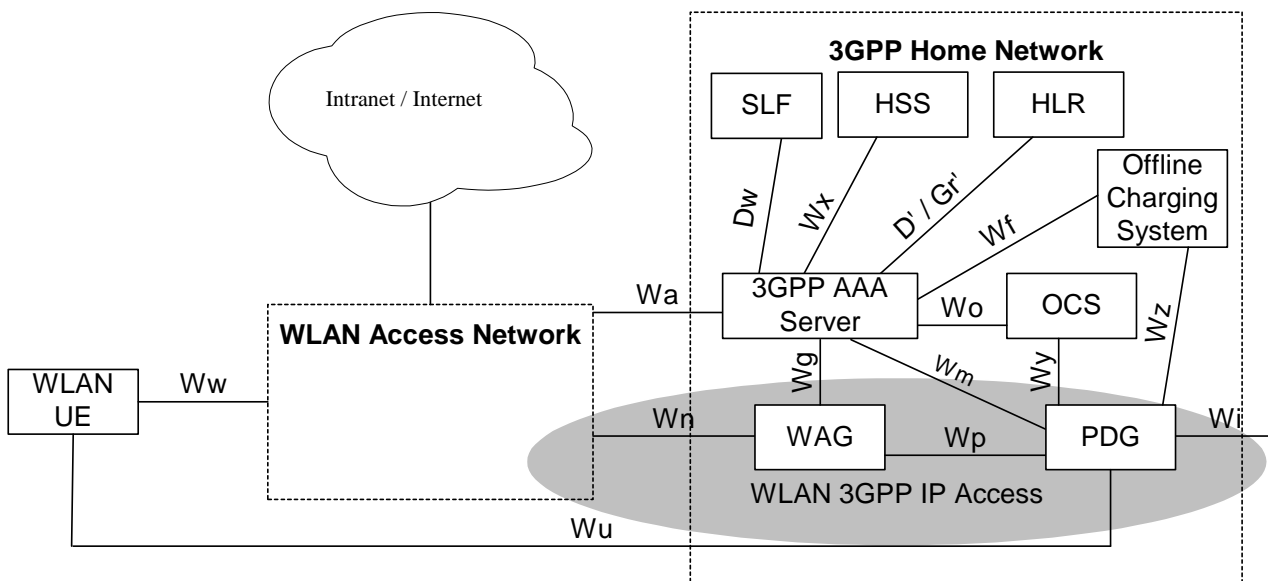 3GPP Home Network
Intranet / Internet
SLF
HSS
HLR
Offline
Charging
System
Dw
Wx
D' / Gr'
Wf
Wa
3GPP AAA
Server
Wo
OCS
Wz
WLAN Access Network
WLAN
UE
Ww
Wg
Wm
Wy
Wn
WAG
Wp
PDG
Wi
WLAN 3GPP IP Access
Wu